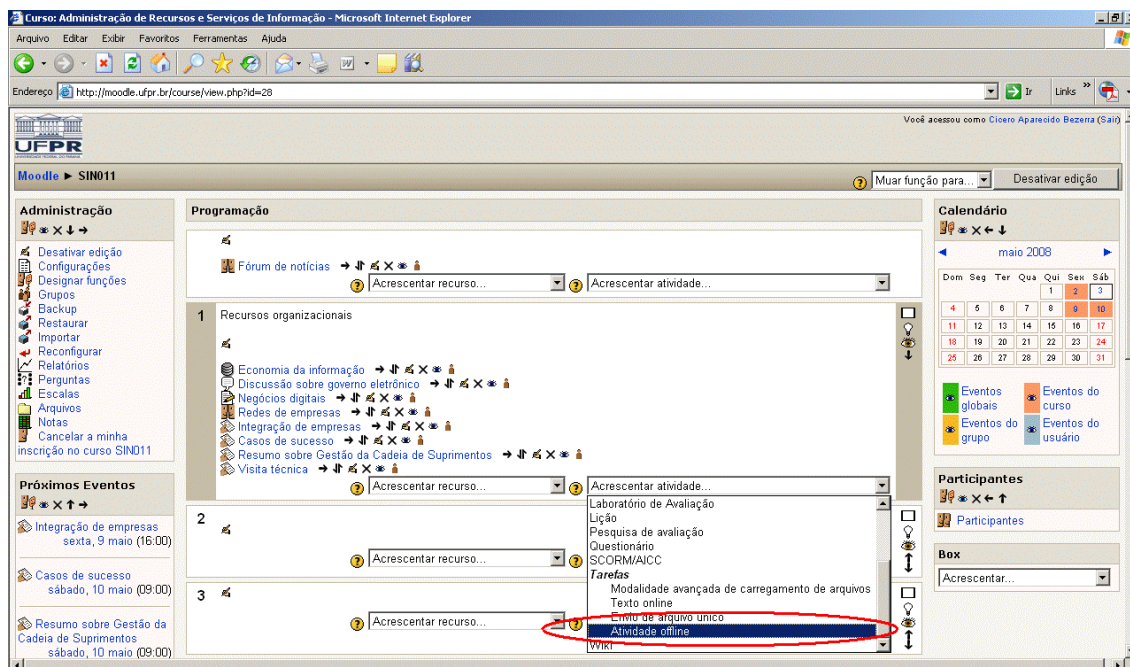 Curso: Administração de Recursos e Serviços de Informação - Microsoft Internet Explorer
Arquivo Editar Exibir Favoritos Ferramentas Ajuda
Endereço http://moodle.ufpr.br/course/view.php?id=28 Ir Links »
UFPR
Você acessou como Cicero Aparecido Bezerra (Sair)
Moodle ► SIN011
Muar função para... Desativar edição
Administração
Desativar edição
Configurações
Designar funções
Grupos
Backup
Restaurar
Importar
Reconfigurar
Relatórios
Perguntas
Escalas
Arquivos
Notas
Cancelar a minha
inscrição no curso SIN011
Próximos Eventos
Integração de empresas
sexta, 9 maio (16:00)
Casos de sucesso
sábado, 10 maio (09:00)
Resumo sobre Gestão da
Cadeia de Suprimentos
sábado, 10 maio (09:00)
Programação
Fórum de notícias
Acrescentar recurso... Acrescentar atividade...
1 Recursos organizacionais
Economia da informação
Discussão sobre governo eletrônico
Negócios digitais
Redes de empresas
Integração de empresas
Casos de sucesso
Resumo sobre Gestão da Cadeia de Suprimentos
Visita técnica
Acrescentar recurso... Acrescentar atividade...
Laboratório de Avaliação
Lição
Pesquisa de avaliação
Questionário
SCORM/AICC
Tarefas
Modalidade avançada de carregamento de arquivos
Texto online
Envio de arquivo único
Atividade offline
Wiki
2
Acrescentar recurso...
3
Acrescentar recurso...
Calendário
maio 2008
Dom Seg Ter Qua Qui Sex Sáb
1 2 3
4 5 6 7 8 9 10
11 12 13 14 15 16 17
18 19 20 21 22 23 24
25 26 27 28 29 30 31
Eventos globais
Eventos do curso
Eventos do grupo
Eventos do usuário
Participantes
Participantes
Box
Acrescentar...